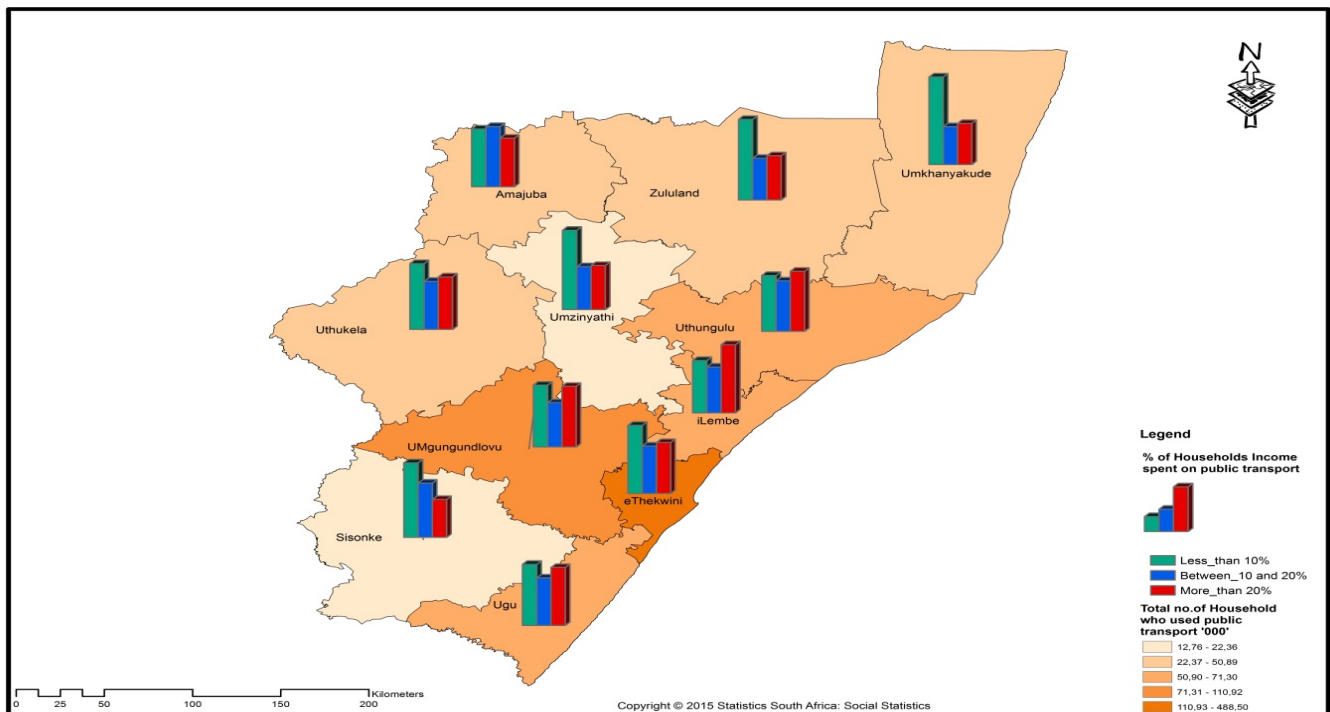 N
Umkhanyakude
Amajuba
Zululand
Umzinyathi
Uthukela
Uthungulu
iLembe
UMgungundlovu
eThekwini
Sisonke
Ugu
Legend
% of Households Income
spent on public transport
Less_than 10%
Between_10 and 20%
More_than 20%
Total no.of Household
who used public
transport '000'
12,76 - 22,36
22,37 - 50,89
50,90 - 71,30
71,31 - 110,92
110,93 - 488,50
Kilometers
0 25 50 100 150 200
Copyright © 2015 Statistics South Africa: Social Statistics